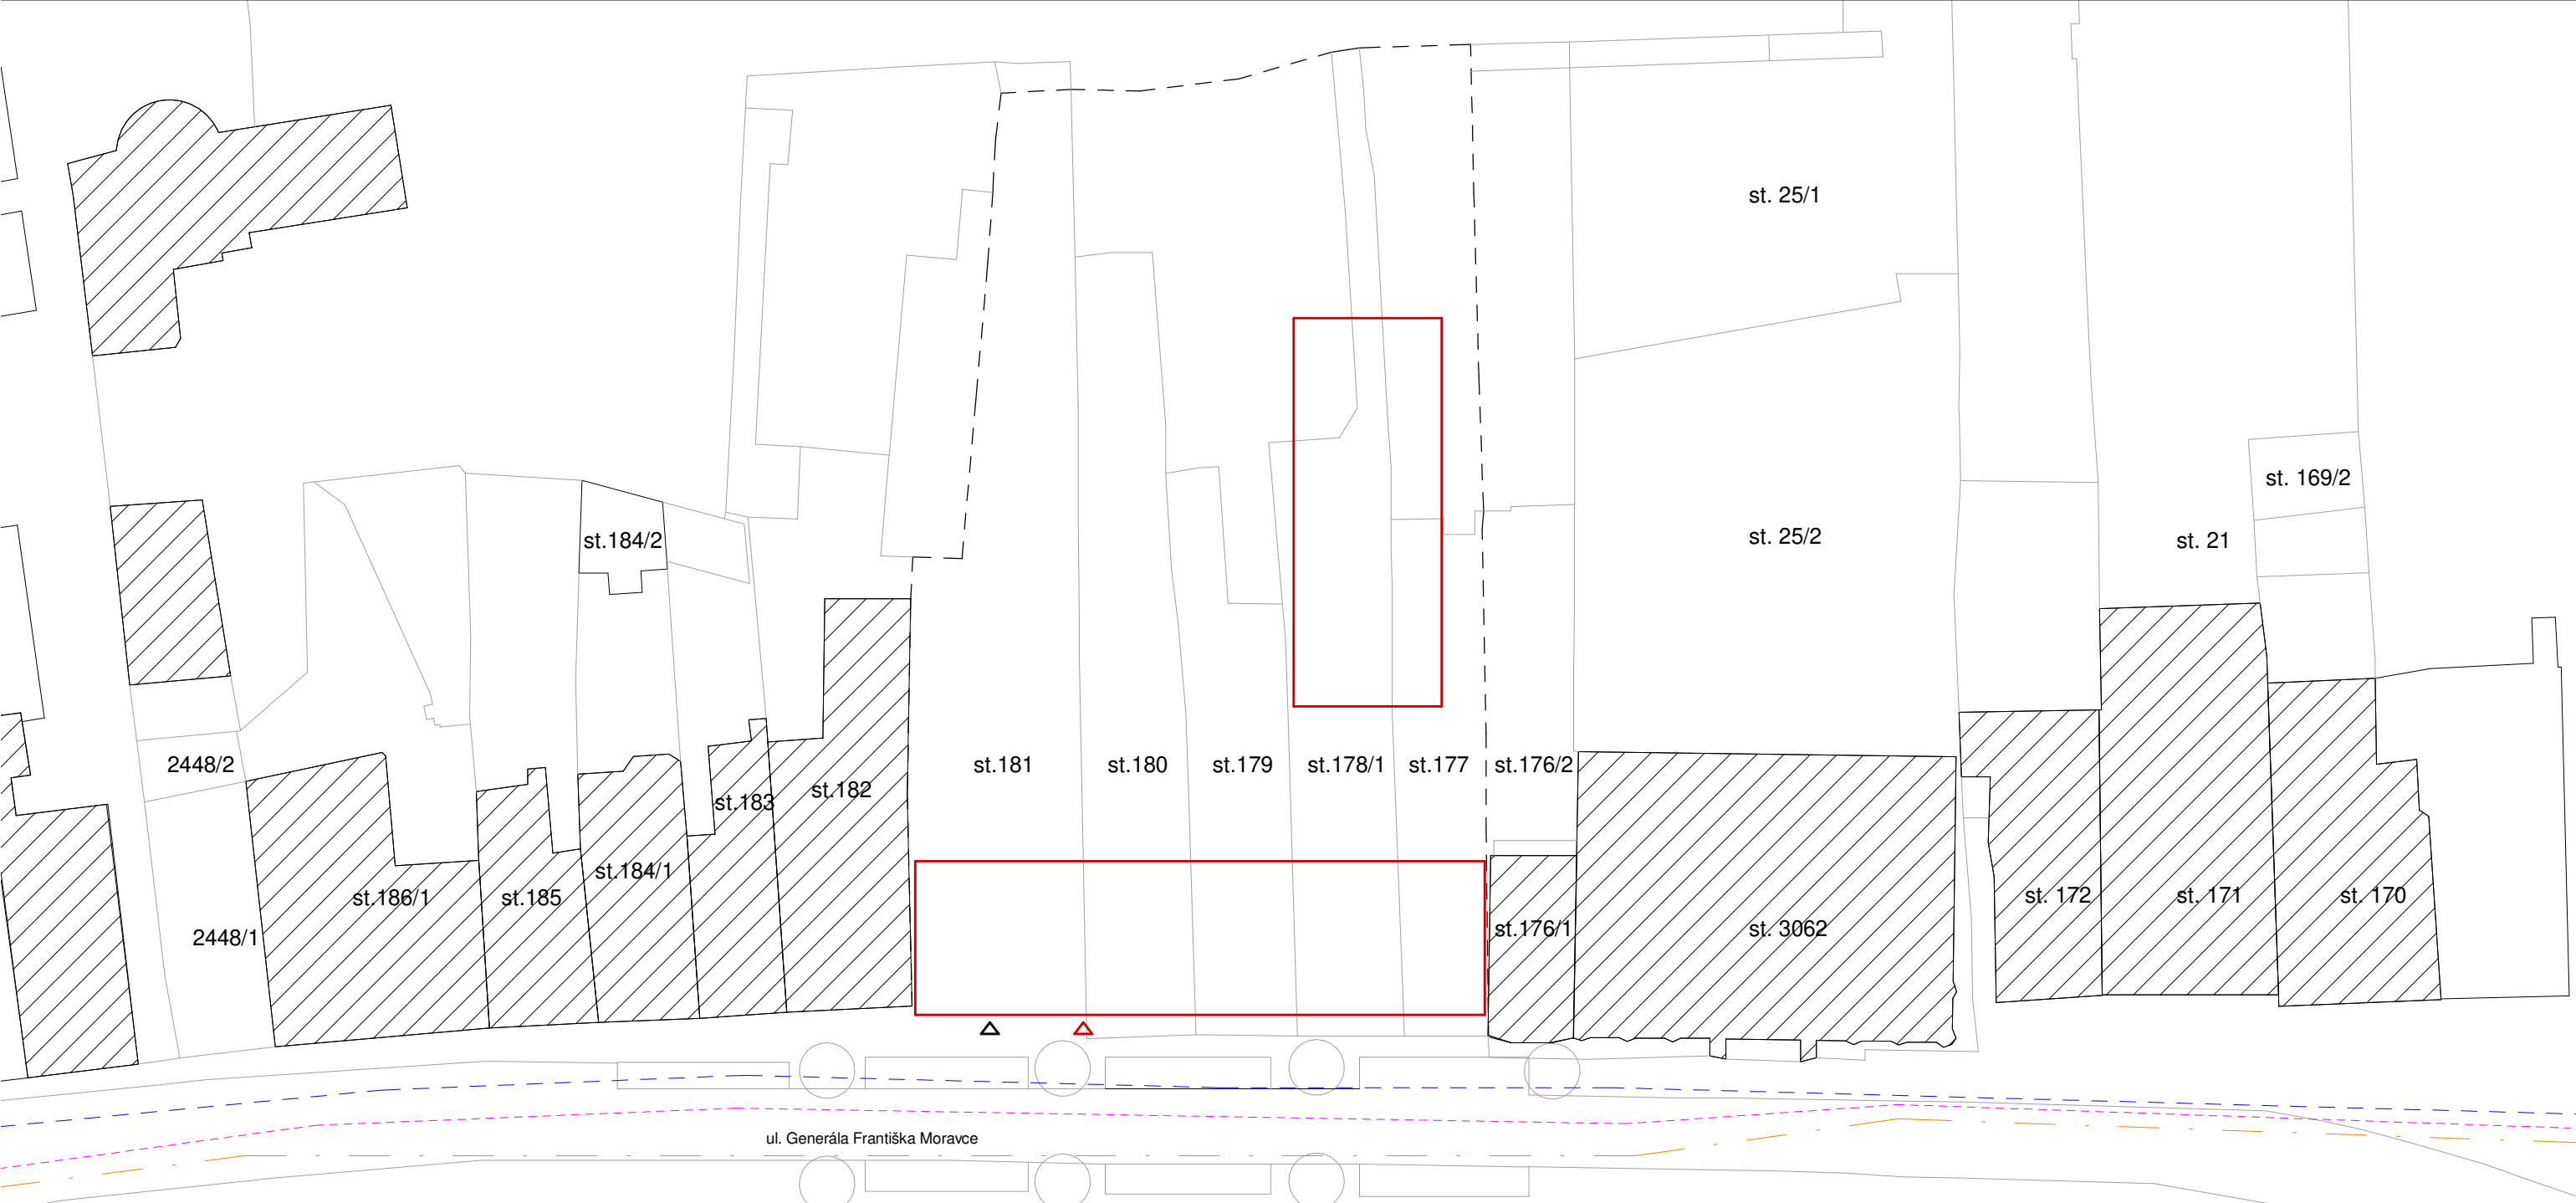 st. 25/1
st. 169/2
st. 25/2
st.184/2
st. 21
2448/2
st.181
st.180
st.179
st.178/1
st.177
st.176/2
st.182
st.183
st.184/1
st.186/1
st.185
st. 172
st. 171
st. 170
2448/1
st.176/1
st. 3062
ul. Generála Františka Moravce